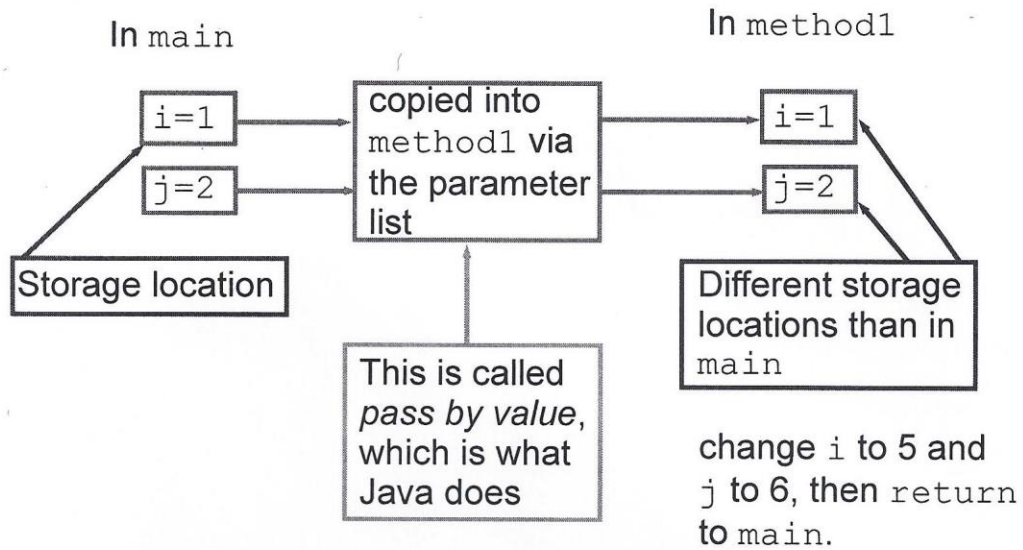 In main
In method1
i=1
j=2
copied into
method1 via
the parameter
list
i=1
j=2
Storage location
Different storage
locations than in
main
This is called
pass by value,
which is what
Java does
change i to 5 and
j to 6, then return
to main.